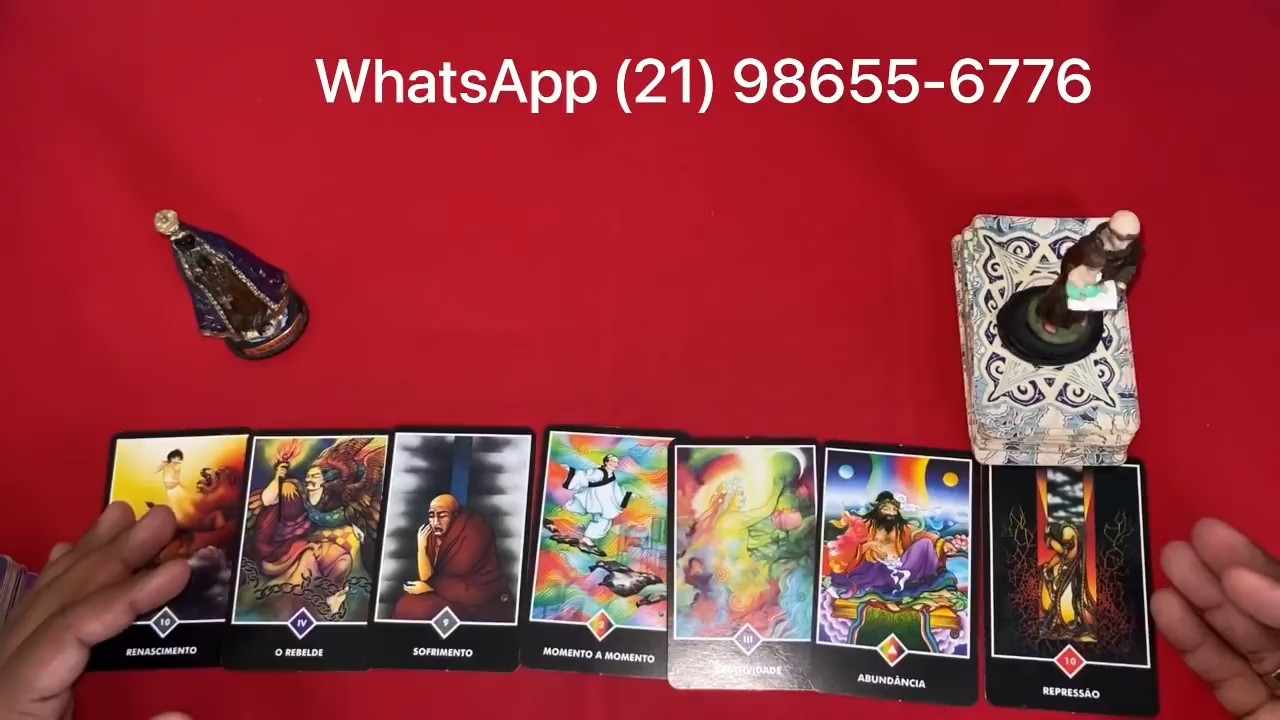 WhatsApp (21) 98655-6776
10
RENASCIMENTO
IV
O REBELDE
9
SOFRIMENTO
2
MOMENTO A MOMENTO
III
ABUNDÂNCIA
10
REPRESSÃO